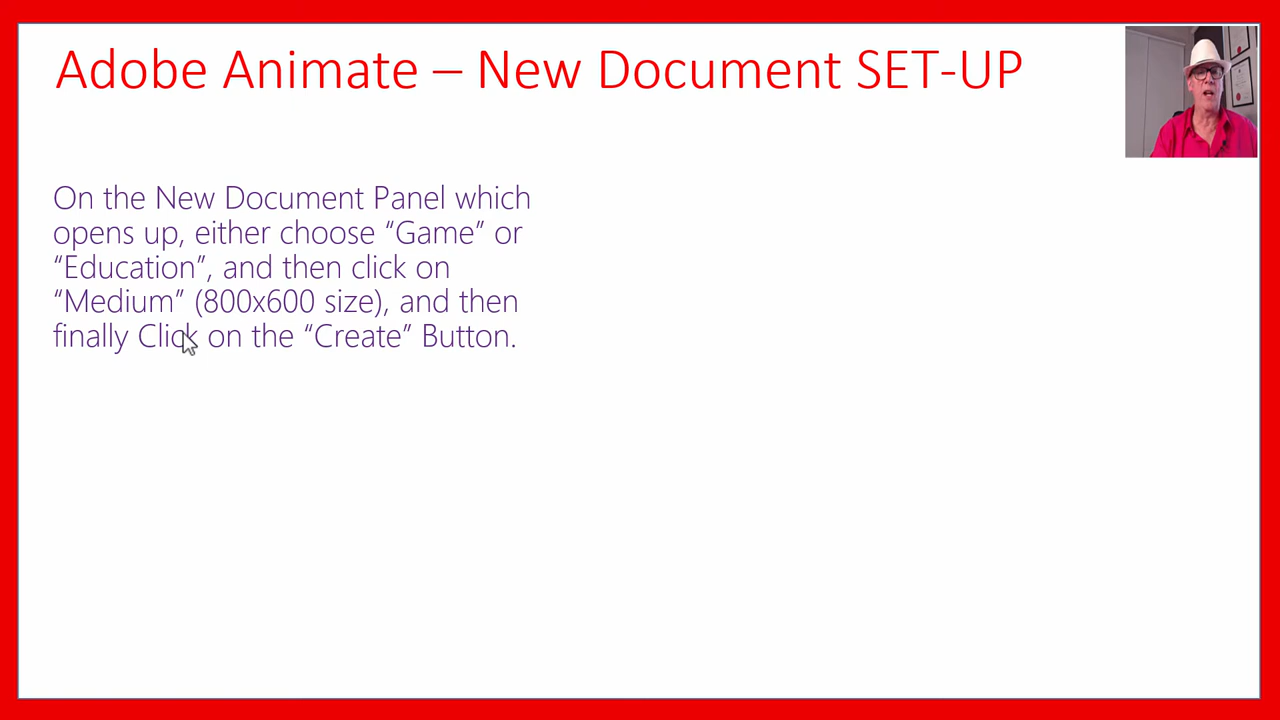 Adobe Animate – New Document SET-UP
On the New Document Panel which
opens up, either choose “Game” or
“Education”, and then click on
“Medium” (800x600 size), and then
finally Click on the “Create” Button.